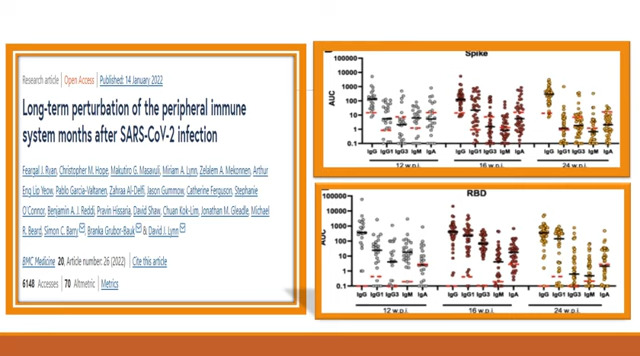 Research article | Open Access | Published: 14 January 2022
Long-term perturbation of the peripheral immune
system months after SARS-CoV-2 infection
Feargal J. Ryan, Christopher M. Hope, Makutiro G. Masavuli, Miriam A. Lynn, Zelalem A. Mekonnen, Arthur
Eng Lip Yeow, Pablo Garcia-Valtanen, Zahraa Al-Delfi, Jason Gummow, Catherine Ferguson, Stephanie
O'Connor, Benjamin A. J. Reddi, Pravin Hissaria, David Shaw, Chuan Kok-Lim, Jonathan M. Gleadle, Michael
R. Beard, Simon C. Barry, Branka Grubor-Bauk & David J. Lynn
BMC Medicine 20, Article number: 26 (2022) | Cite this article
6148 Accesses | 70 Altmetric | Metrics
Spike
AUC
100000
10000
1000
100
10
1
0.1
IgG IgG1 IgG3 IgM IgA IgG IgG1 IgG3 IgM IgA IgG IgG1 IgG3 IgM IgA
12 w.p.i. 16 w.p.i. 24 w.p.i.
RBD
AUC
100000
10000
1000
100
10
1
0.1
IgG IgG1 IgG3 IgM IgA IgG IgG1 IgG3 IgM IgA IgG IgG1 IgG3 IgM IgA
12 w.p.i. 16 w.p.i. 24 w.p.i.